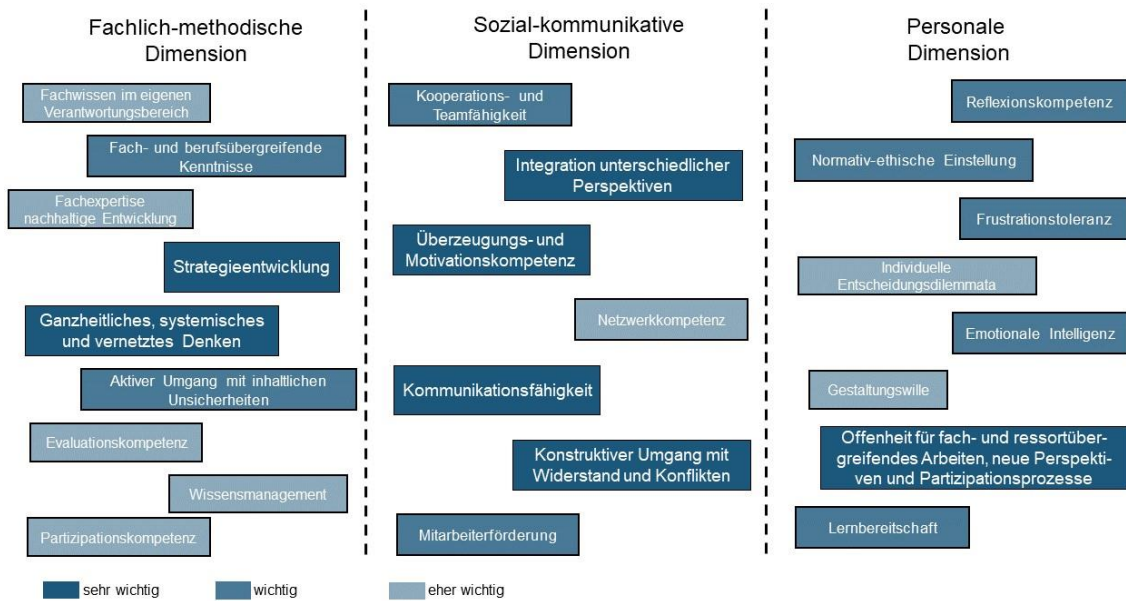 Fachlich-methodische
Dimension
Fachwissen im eigenen
Verantwortungsbereich
Fach- und berufsübergreifende
Kenntnisse
Fachexpertise
nachhaltige Entwicklung
Strategieentwicklung
Ganzheitliches, systemisches
und vernetztes Denken
Aktiver Umgang mit inhaltlichen
Unsicherheiten
Evaluationskompetenz
Wissensmanagement
Partizipationskompetenz
Sozial-kommunikative
Dimension
Kooperations- und
Teamfähigkeit
Integration unterschiedlicher
Perspektiven
Überzeugungs- und
Motivationskompetenz
Netzwerkkompetenz
Kommunikationsfähigkeit
Konstruktiver Umgang mit
Widerstand und Konflikten
Mitarbeiterförderung
Personale
Dimension
Reflexionskompetenz
Normativ-ethische Einstellung
Frustrationstoleranz
Individuelle
Entscheidungsdilemmata
Emotionale Intelligenz
Gestaltungswille
Offenheit für fach- und ressortüber-
greifendes Arbeiten, neue Perspekti-
ven und Partizipationsprozesse
Lernbereitschaft
sehr wichtig
wichtig
eher wichtig